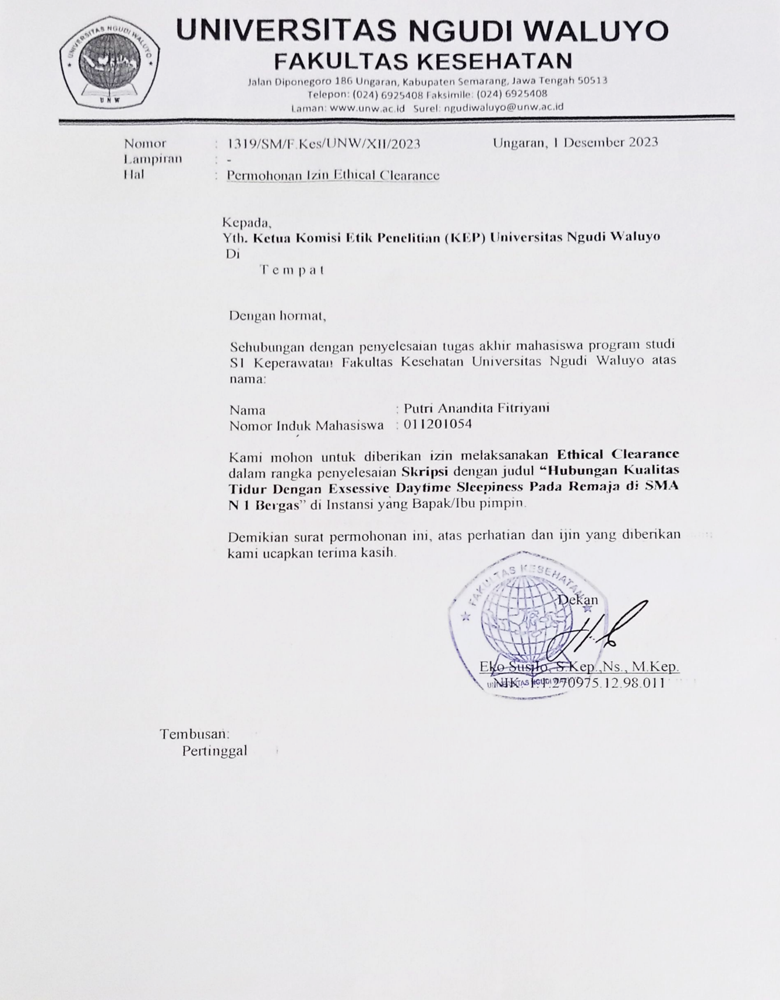 UNIVERSITAS NGUDI WALUYO
UNW
UNIVERSITAS NGUDI WALUYO
FAKULTAS KESEHATAN
Jalan Diponegoro 186 Ungaran, Kabupaten Semarang, Jawa Tengah 50513
Telepon: (024) 6925408 Faksimile: (024) 6925408
Laman: www.unw.ac.id Surel: ngudiwaluyo@unw.ac.id
Nomor : 1319/SM/F.Kes/UNW/XII/2023 Ungaran, 1 Desember 2023
Lampiran : -
Hal : Permohonan Izin Ethical Clearance
Kepada,
Yth. Ketua Komisi Etik Penelitian (KEP) Universitas Ngudi Waluyo
Di
T e m p a t
Dengan hormat,
Sehubungan dengan penyelesaian tugas akhir mahasiswa program studi
S1 Keperawatan Fakultas Kesehatan Universitas Ngudi Waluyo atas
nama:
Nama : Putri Anandita Fitriyani
Nomor Induk Mahasiswa : 011201054
Kami mohon untuk diberikan izin melaksanakan Ethical Clearance
dalam rangka penyelesaian Skripsi dengan judul “Hubungan Kualitas
Tidur Dengan Exsessive Daytime Sleepiness Pada Remaja di SMA
N 1 Bergas” di Instansi yang Bapak/Ibu pimpin.
Demikian surat permohonan ini, atas perhatian dan ijin yang diberikan
kami ucapkan terima kasih.
FAKULTAS KESEHATAN
Dekan
Eko Susilo, S.Kep.,Ns., M.Kep.
NIK. 1.1.270975.12.98.011
UNIVERSITAS NGUDI WALUYO
Tembusan:
Pertinggal